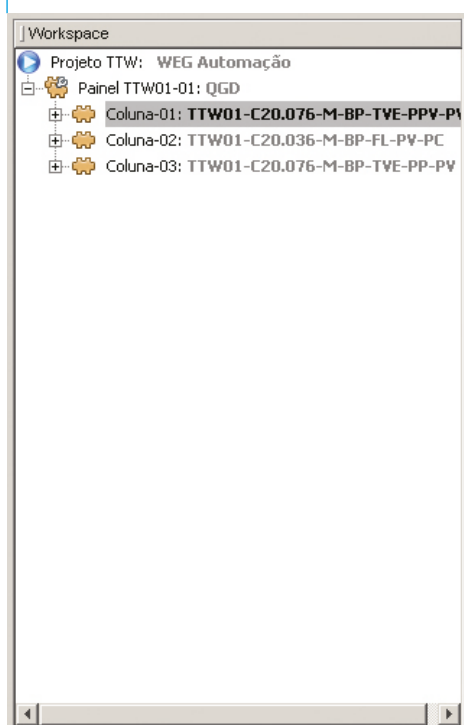 Workspace
Projeto TTW: WEG Automação
Painel TTW01-01: QGD
Coluna-01: TTW01-C20.076-M-BP-TVE-PPV-PV
Coluna-02: TTW01-C20.036-M-BP-FL-PV-PC
Coluna-03: TTW01-C20.076-M-BP-TVE-PP-PV